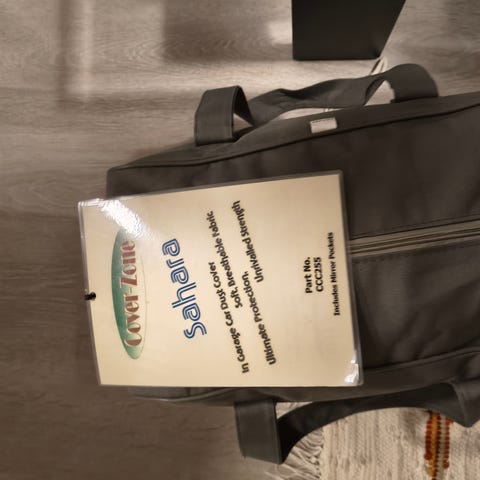 Cover-Zone
Sahara
In Garage Car Dust Cover
Soft, Breathable Fabric
Ultimate Protection.
Unrivalled Strength
Part No.
CCC255
Includes Mirror Pockets